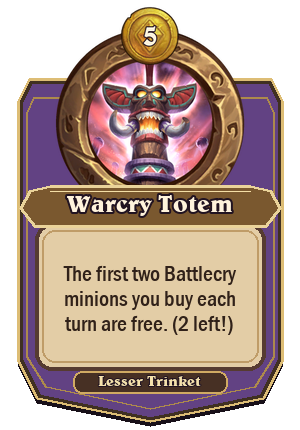 5
Warcry Totem
The first two Battlecry
minions you buy each
turn are free. (2 left!)
Lesser Trinket